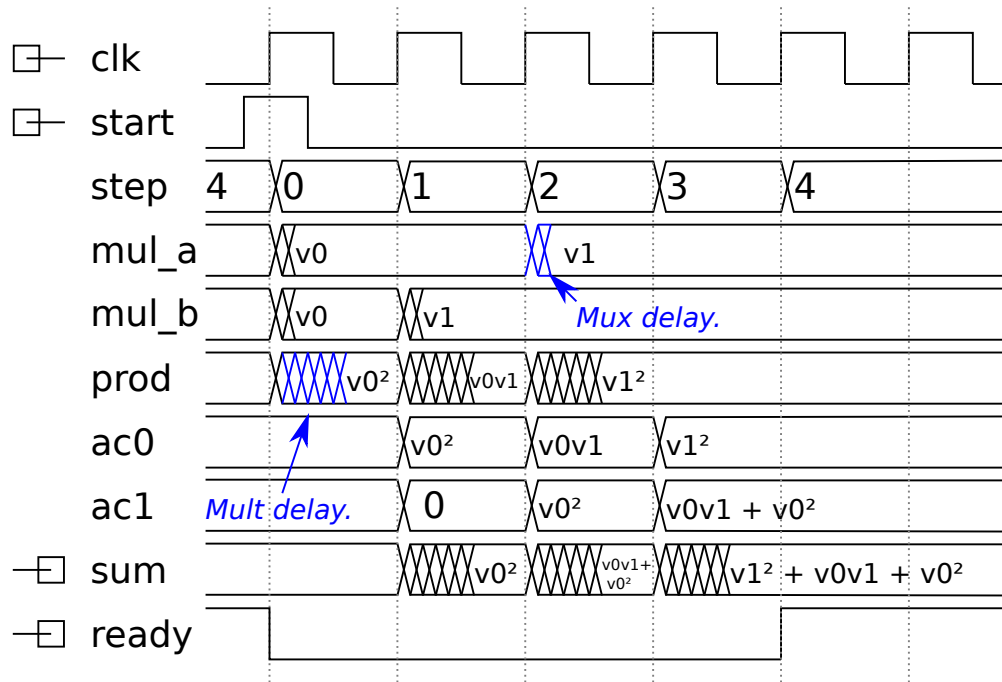 clk
start
step 4 0 1 2 3 4
mul_a v0 v1
mul_b v0 v1
Mux delay.
prod v0² v0v1 v1²
ac0 v0² v0v1 v1²
ac1 0 v0² v0v1 + v0²
Mult delay.
sum v0² v0v1+ v1² + v0v1 + v0²
v0²
ready